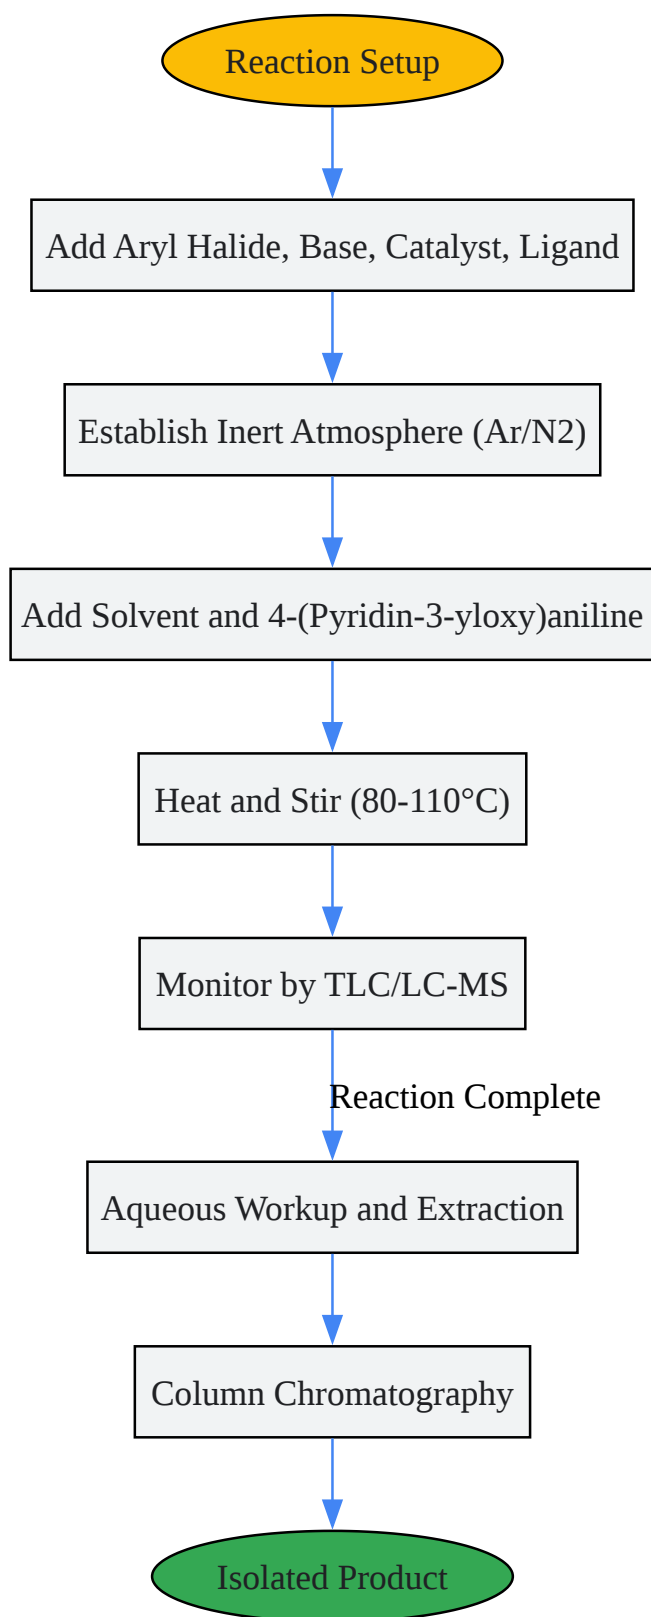 Reaction Setup
Add Aryl Halide, Base, Catalyst, Ligand
Establish Inert Atmosphere (Ar/N2)
Add Solvent and 4-(Pyridin-3-yloxy)aniline
Heat and Stir (80-110°C)
Monitor by TLC/LC-MS
Reaction Complete
Aqueous Workup and Extraction
Column Chromatography
Isolated Product